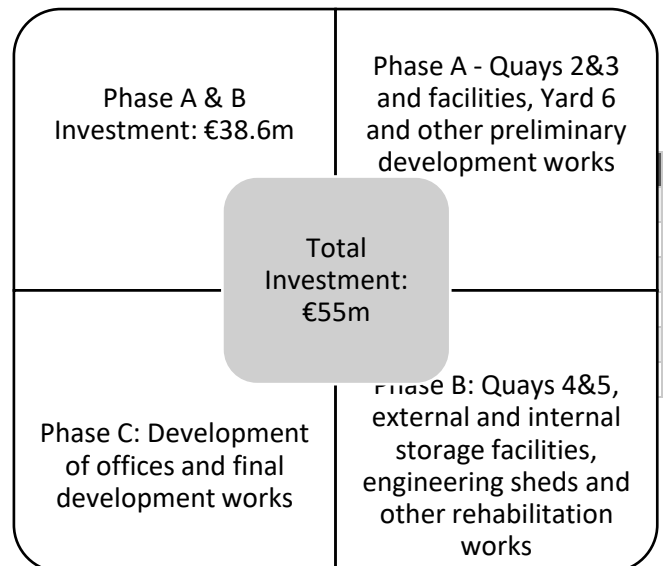 Phase A & B
Investment: €38.6m
Phase A - Quays 2&3
and facilities, Yard 6
and other preliminary
development works
Total
Investment:
€55m
Phase C: Development
of offices and final
development works
Phase B: Quays 4&5,
external and internal
storage facilities,
engineering sheds and
other rehabilitation
works